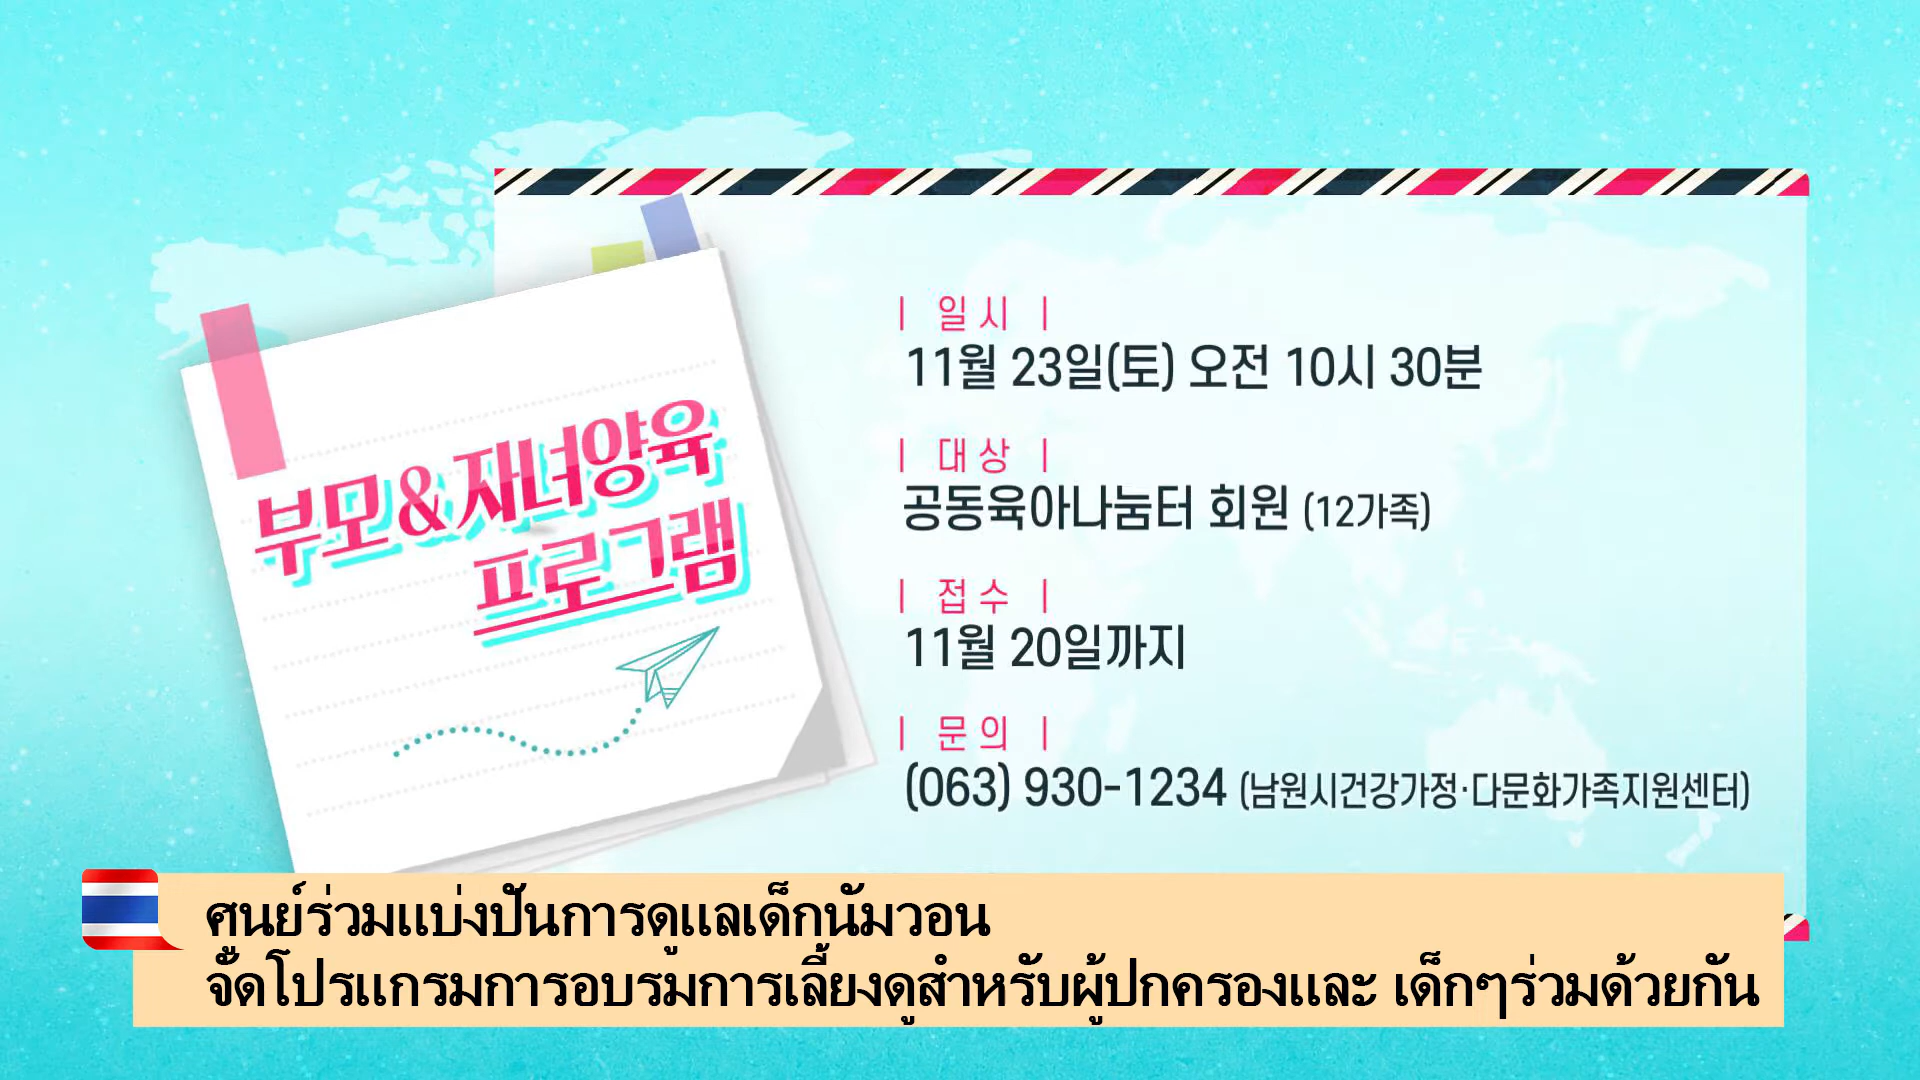 부모&자녀양육
프로그램
| 일시 |
11월 23일(토) 오전 10시 30분
| 대상 |
공동육아나눔터 회원 (12가족)
| 접수 |
11월 20일까지
| 문의 |
(063) 930-1234 (남원시건강가정·다문화가족지원센터)
ศูนย์ร่วมแบ่งปันการดูแลเด็กนัมวอน
จัดโปรแกรมการอบรมการเลี้ยงดูสำหรับผู้ปกครองและ เด็กๆร่วมด้วยกัน